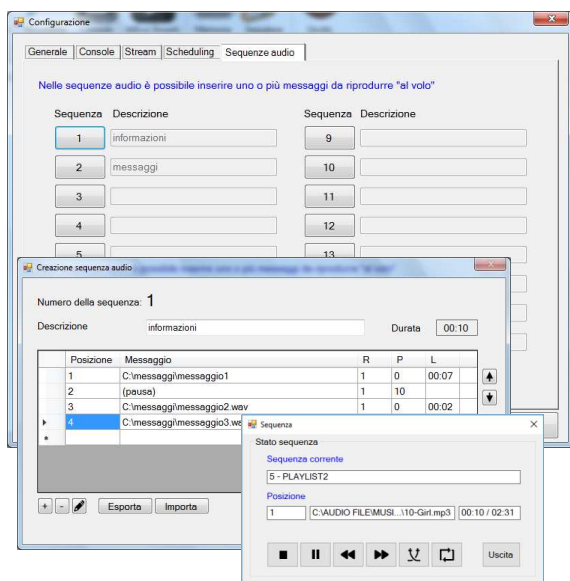 Configurazione
Generale Console Stream Scheduling Sequenze audio
Nelle sequenze audio è possibile inserire uno o più messaggi da riprodurre "al volo"
Sequenza Descrizione Sequenza Descrizione
1 informazioni 9
2 messaggi 10
3 11
4 12
5 13
Creazione sequenza audio
Numero della sequenza: 1
Descrizione informazioni Durata 00:10
Posizione Messaggio R P L
1 C:\messaggi\messaggio1 1 0 00:07
2 (pausa) 1 10
3 C:\messaggi\messaggio2.wav 1 0 00:02
4 C:\messaggi\messaggio3.wa
+ - Esporta Importa
Sequenza
Stato sequenza
Sequenza corrente
5 - PLAYLIST2
Posizione
1 C:\AUDIO FILE\MUSI...\10-Girl.mp3 00:10 / 02:31
Uscita